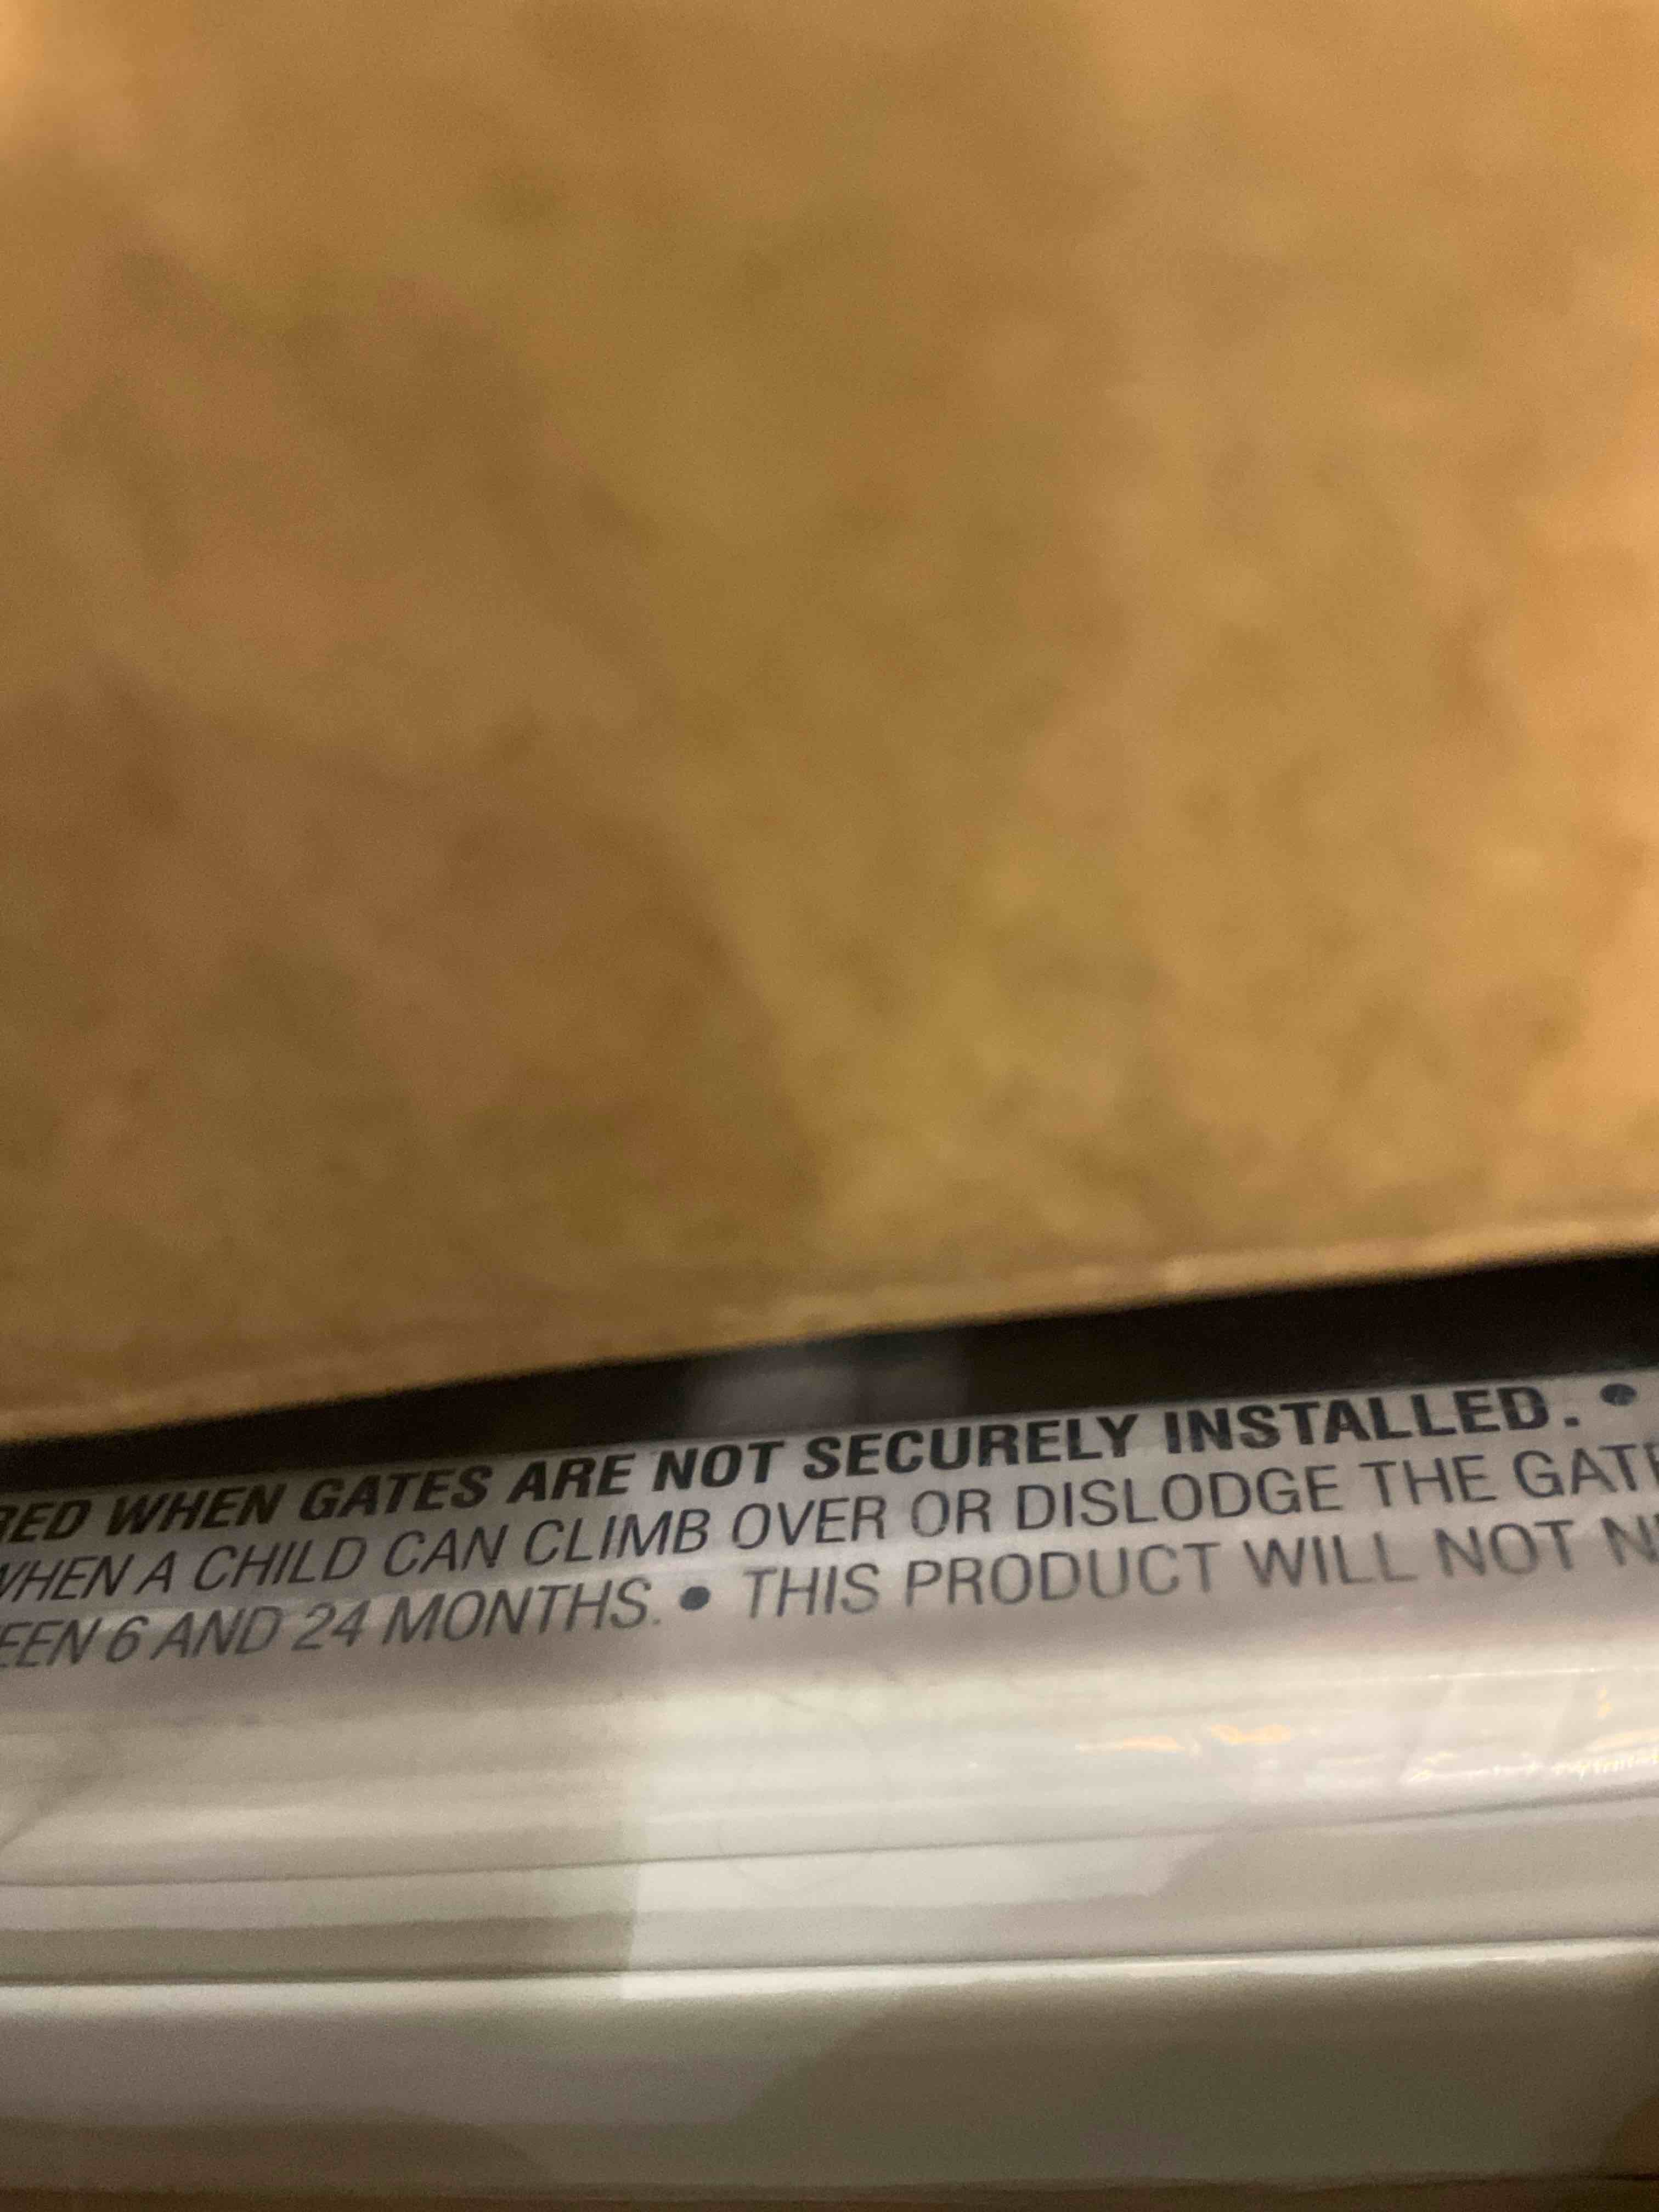 RED WHEN GATES ARE NOT SECURELY INSTALLED. •
WHEN A CHILD CAN CLIMB OVER OR DISLODGE THE GATE
EEN 6 AND 24 MONTHS. • THIS PRODUCT WILL NOT